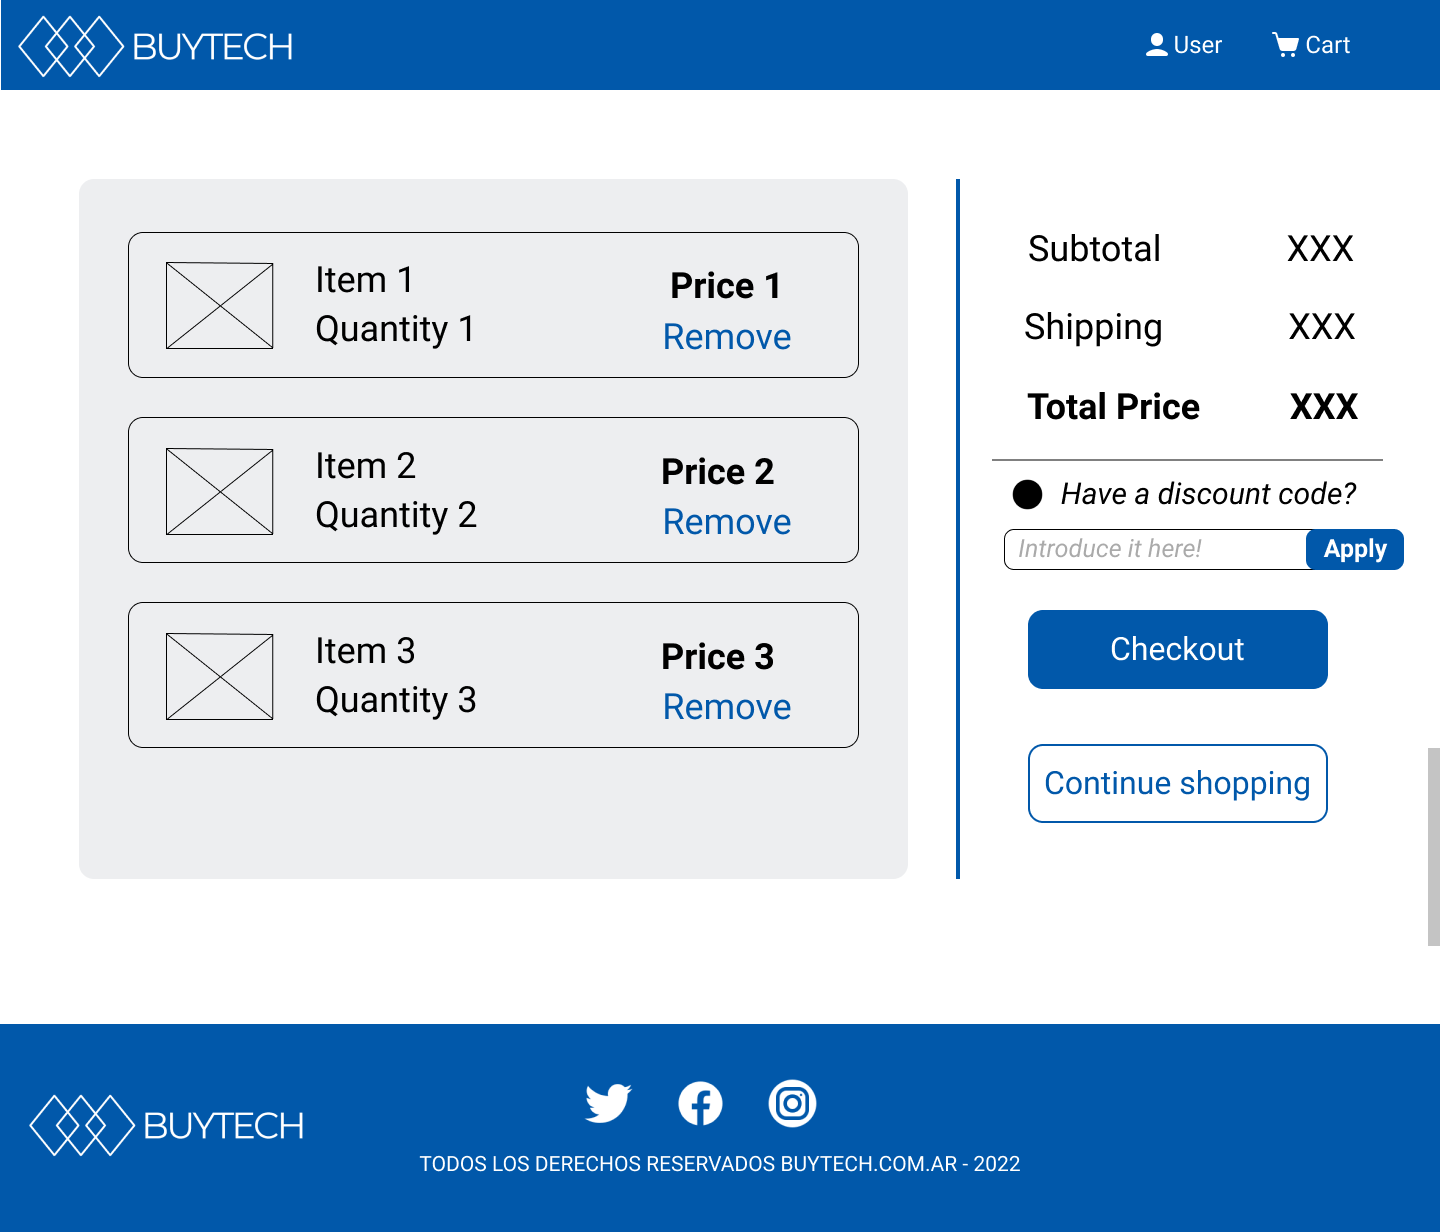 BUYTECH
User
Cart
Item 1
Quantity 1
Price 1
Remove
Item 2
Quantity 2
Price 2
Remove
Item 3
Quantity 3
Price 3
Remove
Subtotal XXX
Shipping XXX
Total Price XXX
Have a discount code?
Introduce it here!
Apply
Checkout
Continue shopping
BUYTECH
TODOS LOS DERECHOS RESERVADOS BUYTECH.COM.AR - 2022